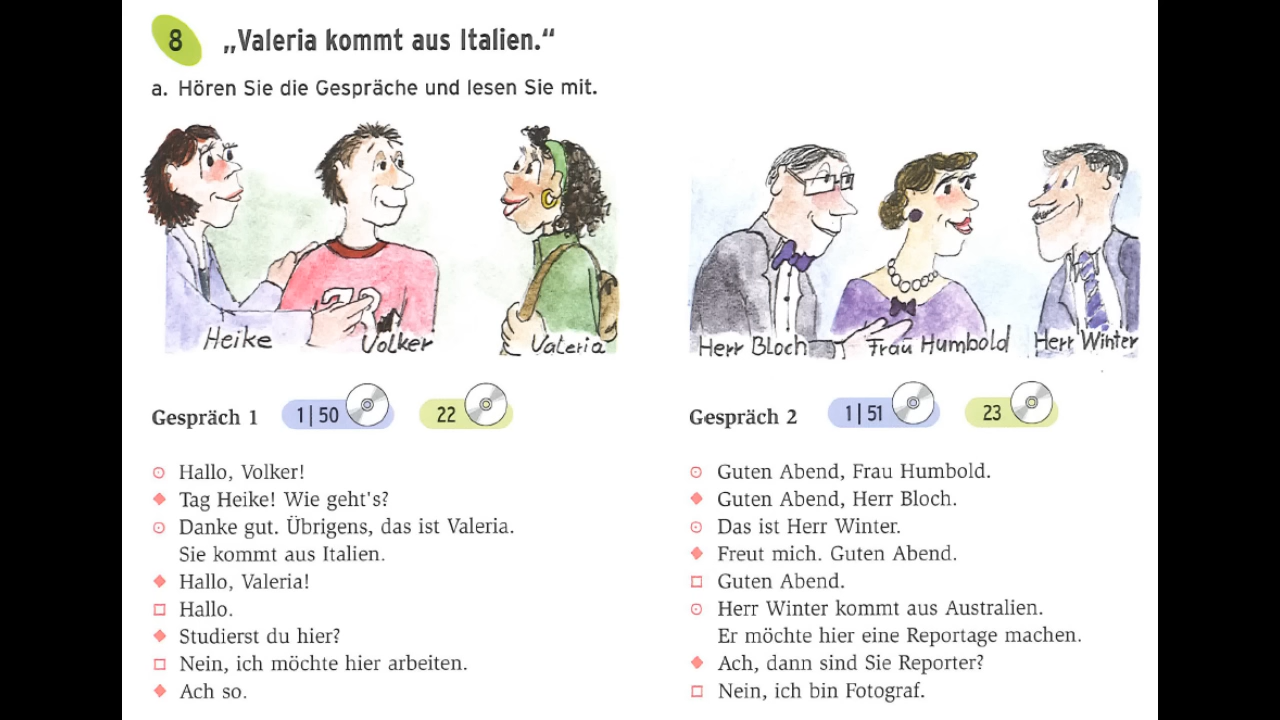 8 „Valeria kommt aus Italien.“
a. Hören Sie die Gespräche und lesen Sie mit.
Heike
Volker
Valeria
Herr Bloch
Frau Humbold
Herr Winter
Gespräch 1
1|50
22
⊙ Hallo, Volker!
◆ Tag Heike! Wie geht's?
⊙ Danke gut. Übrigens, das ist Valeria.
Sie kommt aus Italien.
◆ Hallo, Valeria!
□ Hallo.
◆ Studierst du hier?
□ Nein, ich möchte hier arbeiten.
◆ Ach so.
Gespräch 2
1|51
23
⊙ Guten Abend, Frau Humbold.
◆ Guten Abend, Herr Bloch.
⊙ Das ist Herr Winter.
◆ Freut mich. Guten Abend.
□ Guten Abend.
⊙ Herr Winter kommt aus Australien.
Er möchte hier eine Reportage machen.
◆ Ach, dann sind Sie Reporter?
□ Nein, ich bin Fotograf.